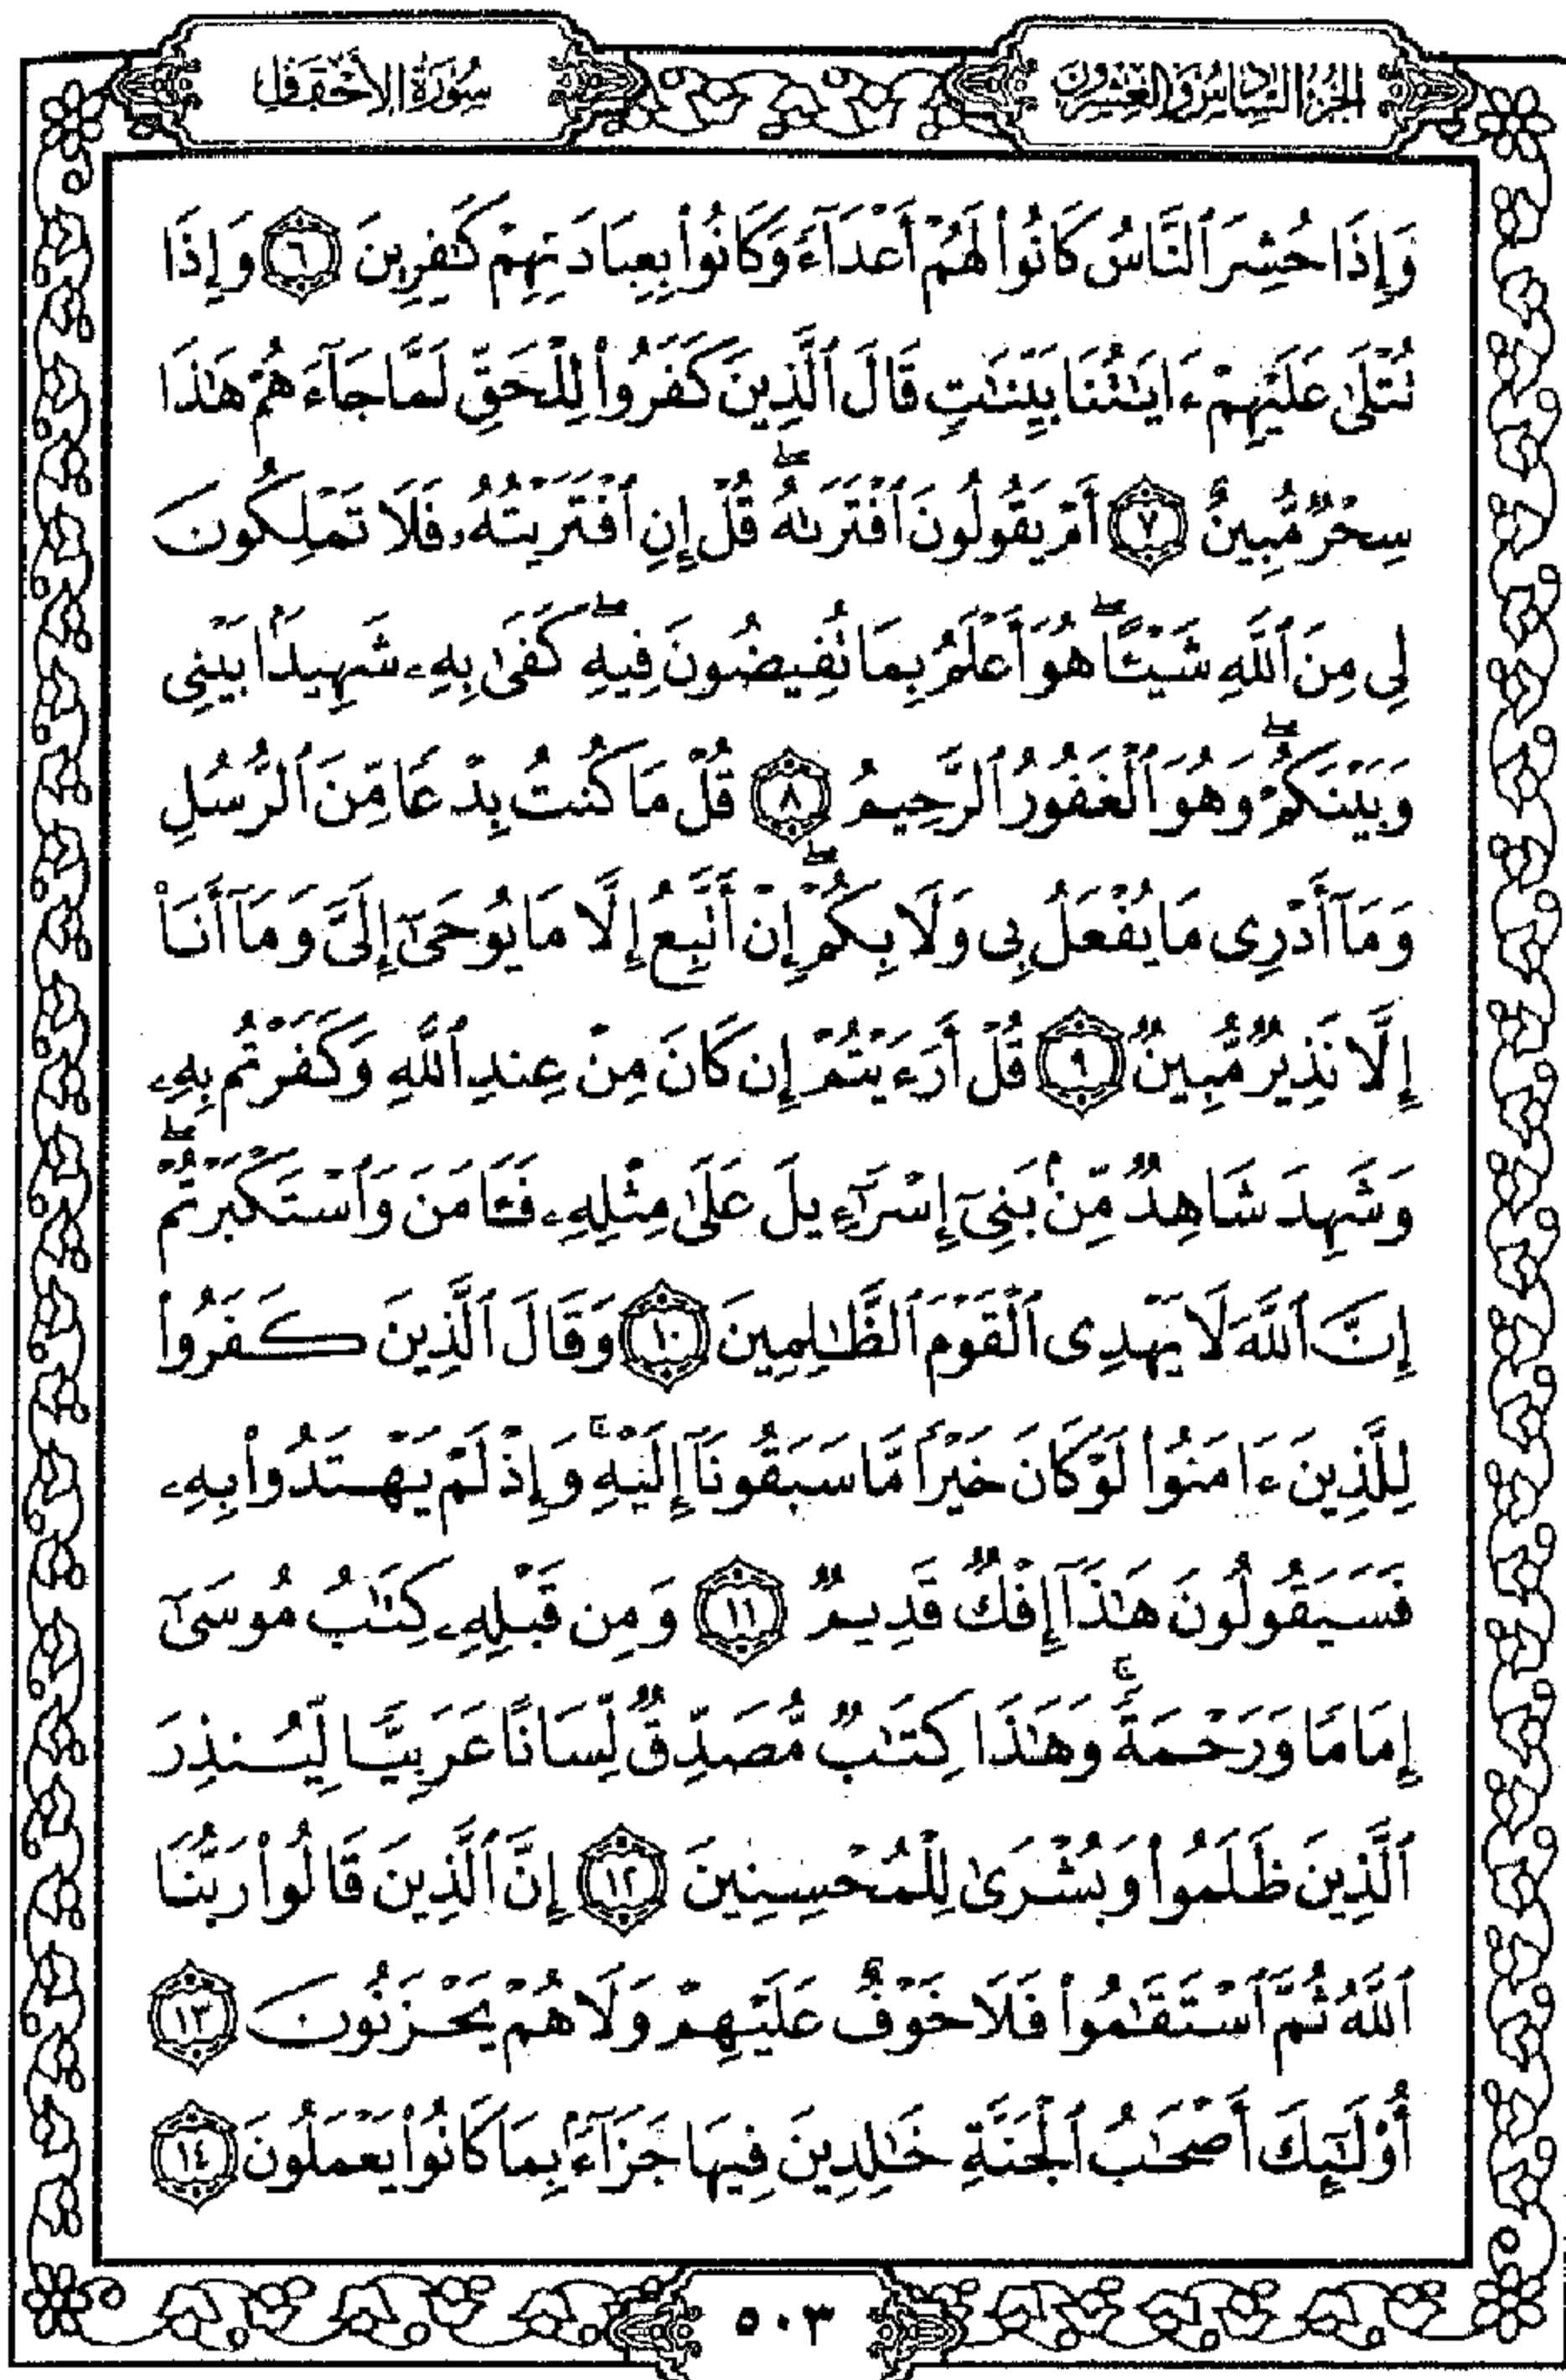 الجزء السادس والعشرون
سورة الأحقاف
وَإِذَا حُشِرَ ٱلنَّاسُ كَانُوا۟ لَهُمْ أَعْدَآءً وَكَانُوا۟ بِعِبَادَتِهِمْ كَـٰفِرِينَ ٦ وَإِذَا
تُتْلَىٰ عَلَيْهِمْ ءَايَـٰتُنَا بَيِّنَـٰتٍ قَالَ ٱلَّذِينَ كَفَرُوا۟ لِلْحَقِّ لَمَّا جَآءَهُمْ هَـٰذَا
سِحْرٌ مُّبِينٌ ٧ أَمْ يَقُولُونَ ٱفْتَرَىٰهُ ۖ قُلْ إِنِ ٱفْتَرَيْتُهُۥ فَلَا تَمْلِكُونَ
لِى مِنَ ٱللَّهِ شَيْـًٔا ۖ هُوَ أَعْلَمُ بِمَا تُفِيضُونَ فِيهِ ۖ كَفَىٰ بِهِۦ شَهِيدًۢا بَيْنِى
وَبَيْنَكُمْ ۖ وَهُوَ ٱلْغَفُورُ ٱلرَّحِيمُ ٨ قُلْ مَا كُنتُ بِدْعًا مِّنَ ٱلرُّسُلِ
وَمَآ أَدْرِى مَا يُفْعَلُ بِى وَلَا بِكُمْ ۖ إِنْ أَتَّبِعُ إِلَّا مَا يُوحَىٰٓ إِلَىَّ وَمَآ أَنَا۠
إِلَّا نَذِيرٌ مُّبِينٌ ٩ قُلْ أَرَءَيْتُمْ إِن كَانَ مِنْ عِندِ ٱللَّهِ وَكَفَرْتُم بِهِۦ
وَشَهِدَ شَاهِدٌ مِّنۢ بَنِىٓ إِسْرَٰٓءِيلَ عَلَىٰ مِثْلِهِۦ فَـَٔامَنَ وَٱسْتَكْبَرْتُمْ ۖ
إِنَّ ٱللَّهَ لَا يَهْدِى ٱلْقَوْمَ ٱلظَّـٰلِمِينَ ١٠ وَقَالَ ٱلَّذِينَ كَفَرُوا۟
لِلَّذِينَ ءَامَنُوا۟ لَوْ كَانَ خَيْرًا مَّا سَبَقُونَآ إِلَيْهِ ۚ وَإِذْ لَمْ يَهْتَدُوا۟ بِهِۦ
فَسَيَقُولُونَ هَـٰذَآ إِفْكٌ قَدِيمٌ ١١ وَمِن قَبْلِهِۦ كِتَـٰبُ مُوسَىٰٓ
إِمَامًا وَرَحْمَةً ۚ وَهَـٰذَا كِتَـٰبٌ مُّصَدِّقٌ لِّسَانًا عَرَبِيًّا لِّيُنذِرَ
ٱلَّذِينَ ظَلَمُوا۟ وَبُشْرَىٰ لِلْمُحْسِنِينَ ١٢ إِنَّ ٱلَّذِينَ قَالُوا۟ رَبُّنَا
ٱللَّهُ ثُمَّ ٱسْتَقَـٰمُوا۟ فَلَا خَوْفٌ عَلَيْهِمْ وَلَا هُمْ يَحْزَنُونَ ١٣
أُو۟لَـٰٓئِكَ أَصْحَـٰبُ ٱلْجَنَّةِ خَـٰلِدِينَ فِيهَا جَزَآءًۢ بِمَا كَانُوا۟ يَعْمَلُونَ ١٤
٥٠٣